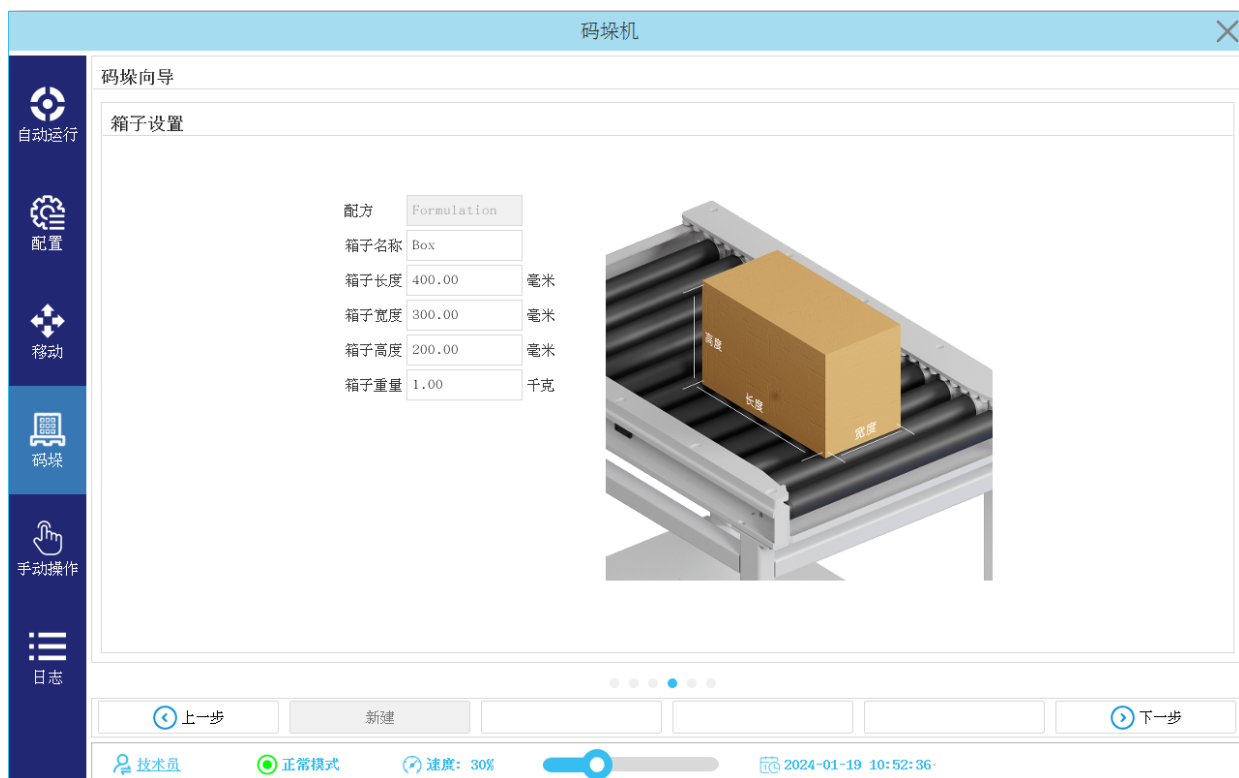 码垛机
码垛向导
自动运行
配置
移动
码垛
手动操作
日志
箱子设置
配方 Formulation
箱子名称 Box
箱子长度 400.00 毫米
箱子宽度 300.00 毫米
箱子高度 200.00 毫米
箱子重量 1.00 千克
高度
长度
宽度
上一步 新建 下一步
技术员 正常模式 速度: 30% 2024-01-19 10:52:36